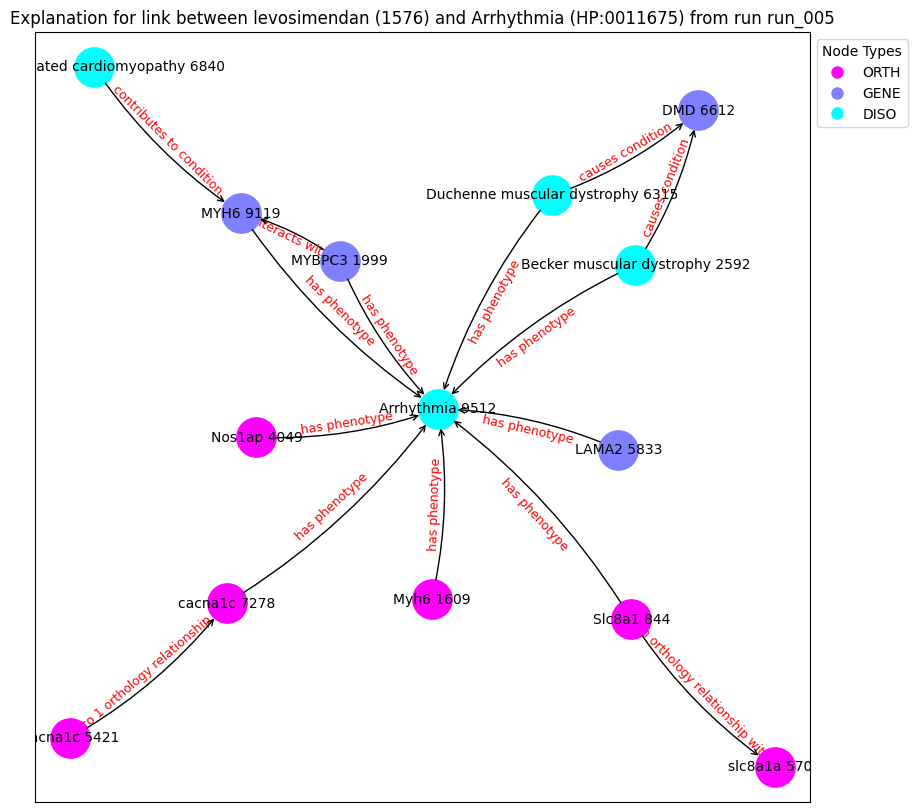 Explanation for link between levosimendan (1576) and Arrhythmia (HP:0011675) from run run_005
Node Types
ORTH
GENE
DISO
ated cardiomyopathy 6840
contributes to condition
DMD 6612
causes condition
Duchenne muscular dystrophy 6315
causes condition
MYH6 9119
teracts wi
MYBPC3 1999
Becker muscular dystrophy 2592
has phenotype
has phenotype
has phenotype
has phenotype
Arrhythmia 9512
has phenotype
Nos1ap 4049
has phenotype
LAMA2 5833
has phenotype
has phenotype
has phenotype
cacna1c 7278
Myh6 1609
Slc8a1 844
to 1 orthology relationship
orthology relationship wit
acna1c 5421
slc8a1a 570